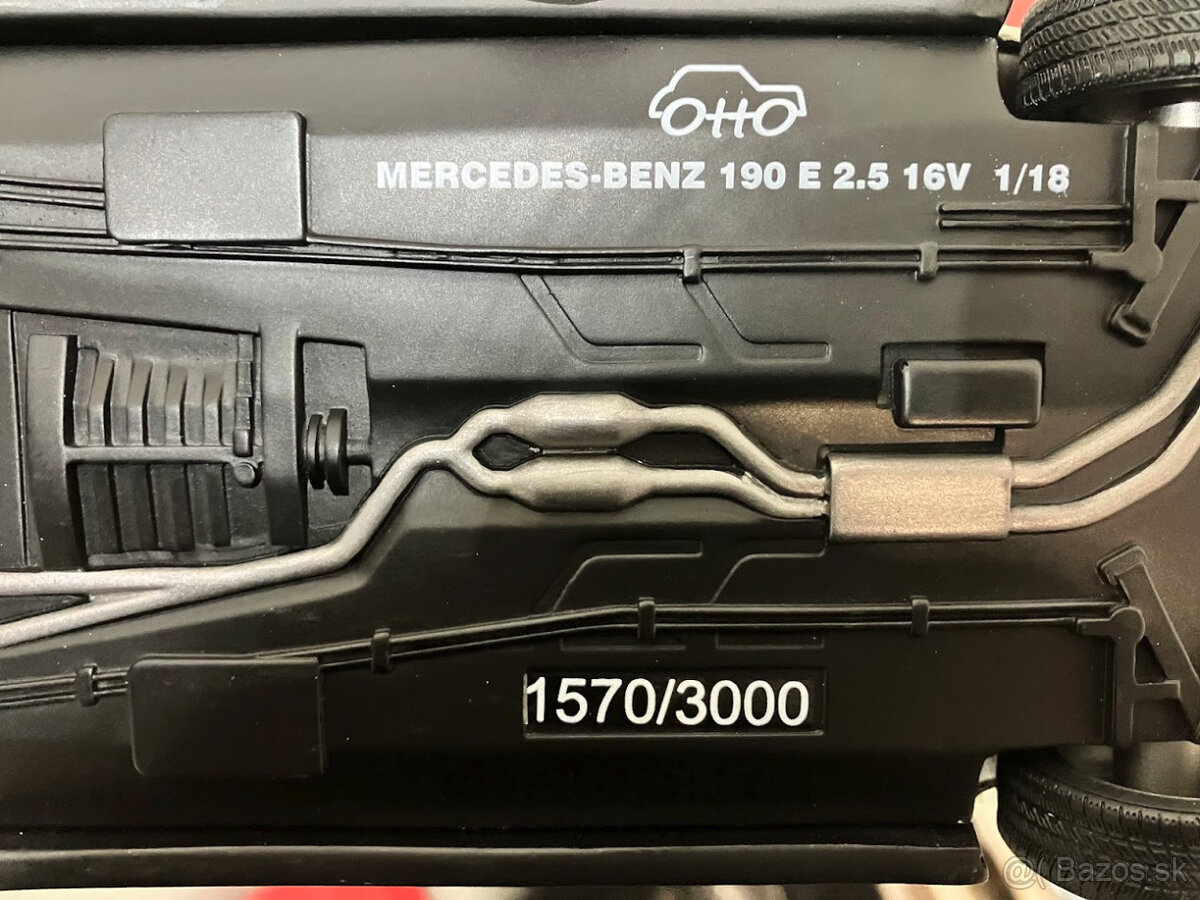 OTTO
MERCEDES-BENZ 190 E 2.5 16V 1/18
1570/3000
@( Bazos.sk